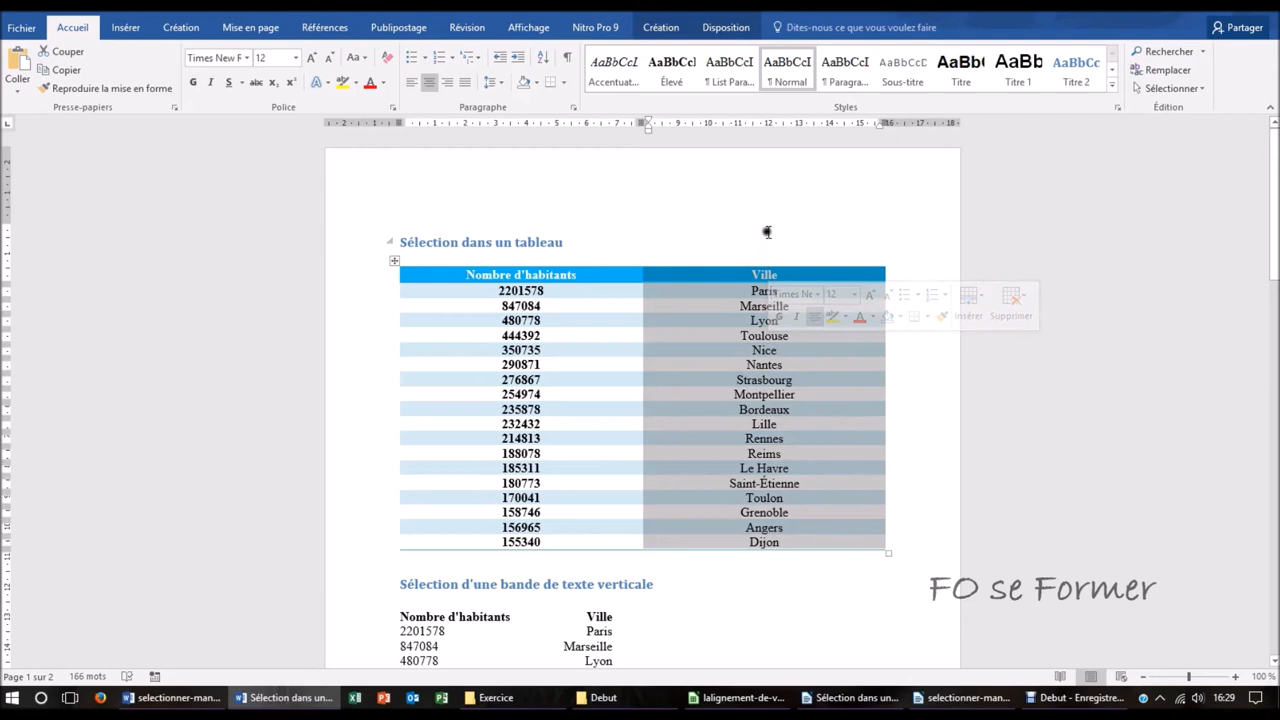 Fichier Accueil Insérer Création Mise en page Références Publipostage Révision Affichage Nitro Pro 9 Création Disposition Dites-nous ce que vous voulez faire Partager
Coller
Couper
Copier
Reproduire la mise en forme
Presse-papiers
Times New F 12
Police
Paragraphe
AaBbCcI Accentuat...
AaBbCcI Élevé
AaBbCcI ¶ List Para...
AaBbCcI ¶ Normal
AaBbCcI ¶ Paragra...
AaBbCcD Sous-titre
AaBb( Titre
AaBb Titre 1
AaBbCc Titre 2
Styles
Rechercher
Remplacer
Sélectionner
Édition
Sélection dans un tableau
Nombre d'habitants Ville
2201578 Paris
847084 Marseille
480778 Lyon
444392 Toulouse
350735 Nice
290871 Nantes
276867 Strasbourg
254974 Montpellier
235878 Bordeaux
232432 Lille
214813 Rennes
188078 Reims
185311 Le Havre
180773 Saint-Étienne
170041 Toulon
158746 Grenoble
156965 Angers
155340 Dijon
Times Ne 12
G I Insérer Supprimer
Sélection d'une bande de texte verticale
Nombre d'habitants Ville
2201578 Paris
847084 Marseille
480778 Lyon
FO se Former
Page 1 sur 2 166 mots 100 %
selectionner-man... Sélection dans un... Exercice Debut lalignement-de-v... Sélection dans un... selectionner-man... Debut - Enregistre... 16:29